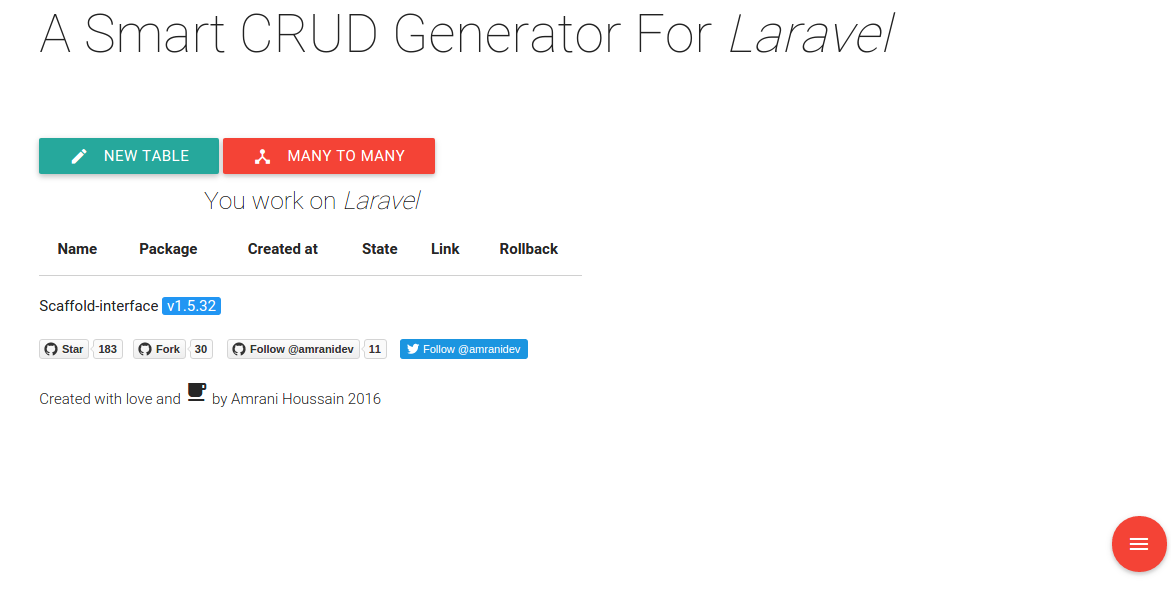 A Smart CRUD Generator For Laravel
NEW TABLE MANY TO MANY
You work on Laravel
Name Package Created at State Link Rollback
Scaffold-interface v1.5.32
Star 183 Fork 30 Follow @amranidev 11 Follow @amranidev
Created with love and by Amrani Houssain 2016